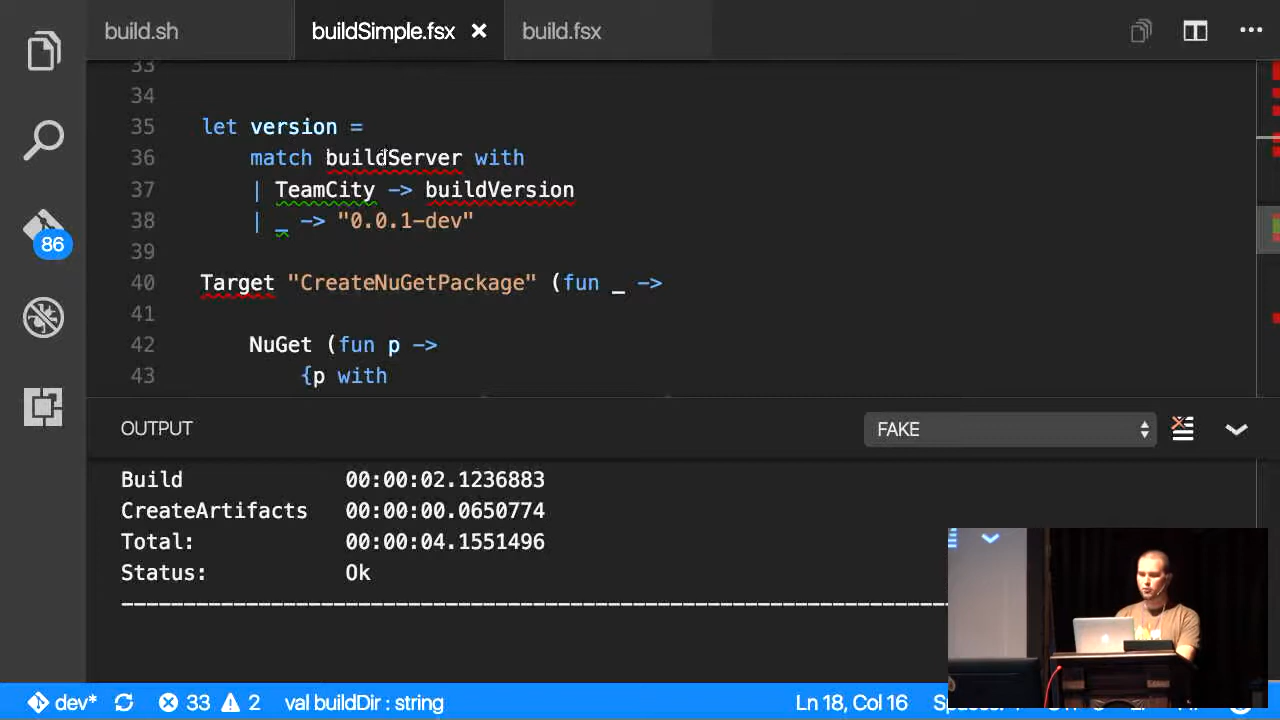 build.sh buildSimple.fsx build.fsx
33
34
35 let version =
36 match buildServer with
37 | TeamCity -> buildVersion
38 | _ -> "0.0.1-dev"
39
40 Target "CreateNuGetPackage" (fun _ ->
41
42 NuGet (fun p ->
43 {p with
86
OUTPUT FAKE
Build 00:00:02.1236883
CreateArtifacts 00:00:00.0650774
Total: 00:00:04.1551496
Status: Ok
--------------------------------------------------------------------
dev* 33 2 val buildDir : string Ln 18, Col 16